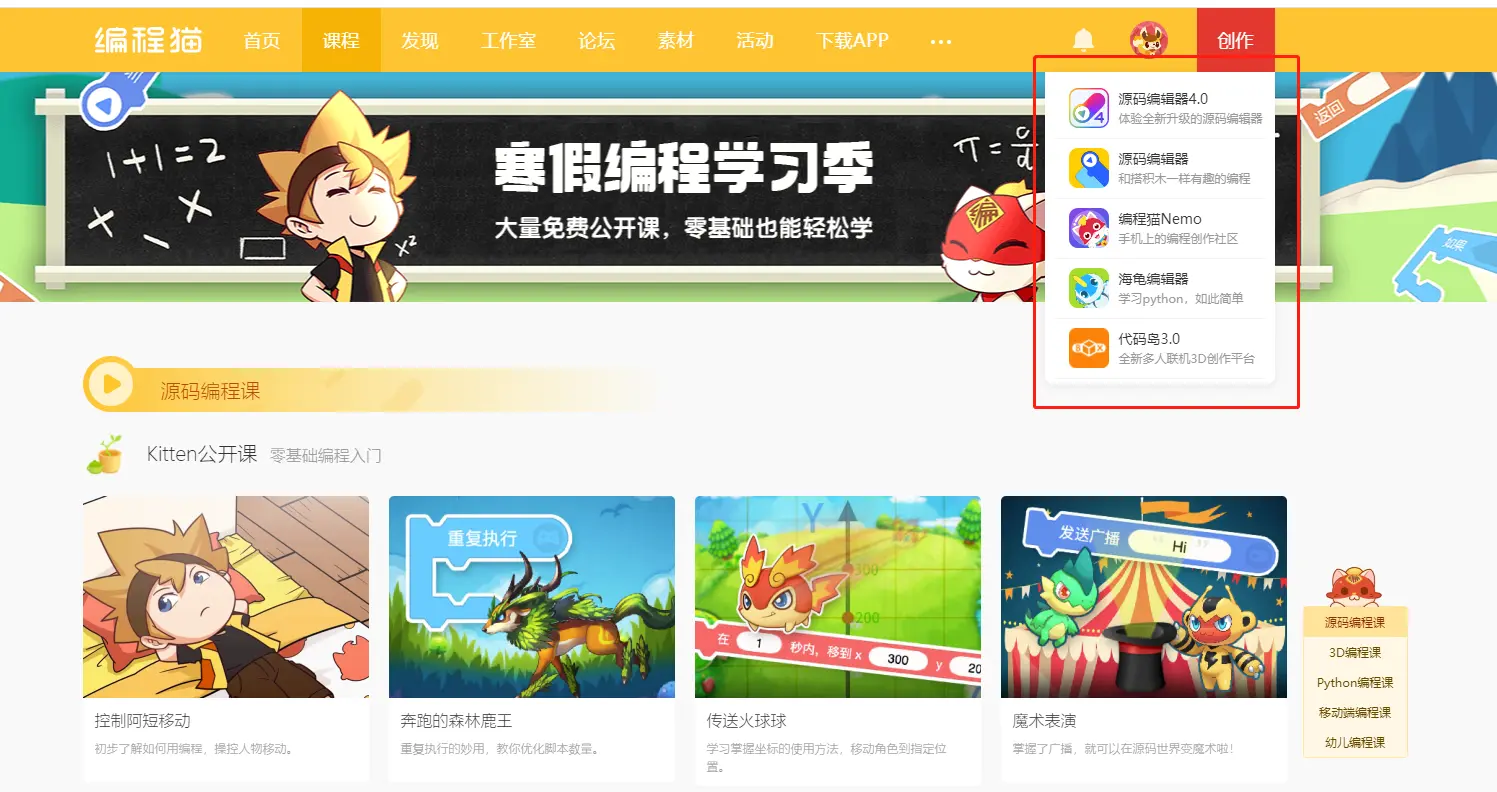 编程猫
首页
课程
发现
工作室
论坛
素材
活动
下载APP
创作
源码编辑器4.0
体验全新升级的源码编辑器
源码编辑器
和搭积木一样有趣的编程
编程猫Nemo
手机上的编程创作社区
海龟编辑器
学习python,如此简单
代码岛3.0
全新多人联机3D创作平台
返回
如果
1+1=2
π=c/d
x²
编
寒假编程学习季
大量免费公开课,零基础也能轻松学
源码编程课
Kitten公开课 零基础编程入门
重复执行
Y
300
200
在 1 秒内,移到 x 300 y 20
发送广播 “Hi”
控制阿短移动
初步了解如何用编程,操控人物移动。
奔跑的森林鹿王
重复执行的妙用,教你优化脚本数量。
传送火球球
学习掌握坐标的使用方法,移动角色到指定位
置。
魔术表演
掌握了广播,就可以在源码世界变魔术啦!
源码编程课
3D编程课
Python编程课
移动端编程课
幼儿编程课